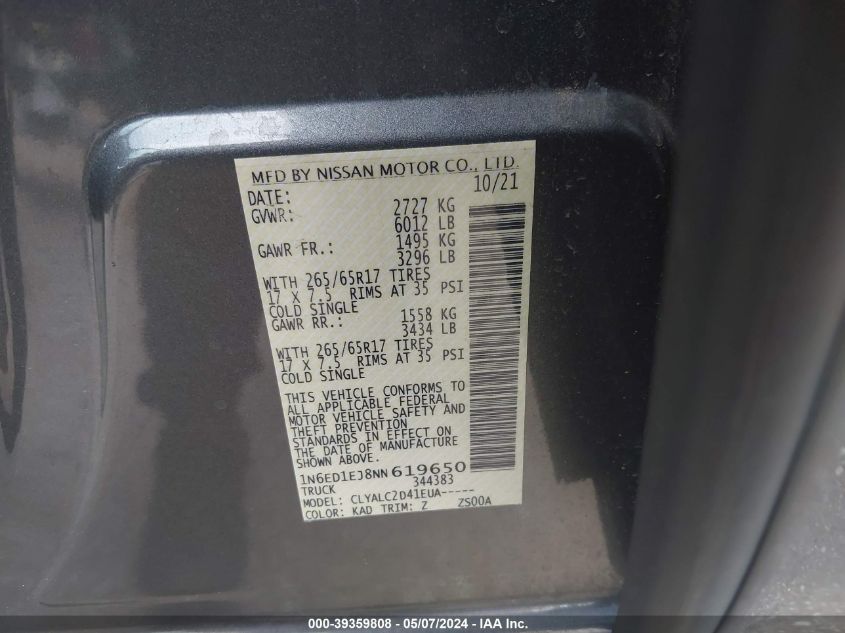 MFD BY NISSAN MOTOR CO., LTD.
DATE: 10/21
GVWR: 2727 KG
6012 LB
GAWR FR.: 1495 KG
3296 LB
WITH 265/65R17 TIRES
17 X 7.5 RIMS AT 35 PSI
COLD SINGLE
GAWR RR.: 1558 KG
3434 LB
WITH 265/65R17 TIRES
17 X 7.5 RIMS AT 35 PSI
COLD SINGLE
THIS VEHICLE CONFORMS TO
ALL APPLICABLE FEDERAL
MOTOR VEHICLE SAFETY AND
THEFT PREVENTION
STANDARDS IN EFFECT ON
THE DATE OF MANUFACTURE
SHOWN ABOVE.
1N6ED1EJ8NN619650
TRUCK 344383
MODEL: CLYALC2D41EUA-----
COLOR: KAD TRIM: Z ZS00A
000-39359808 - 05/07/2024 - IAA Inc.